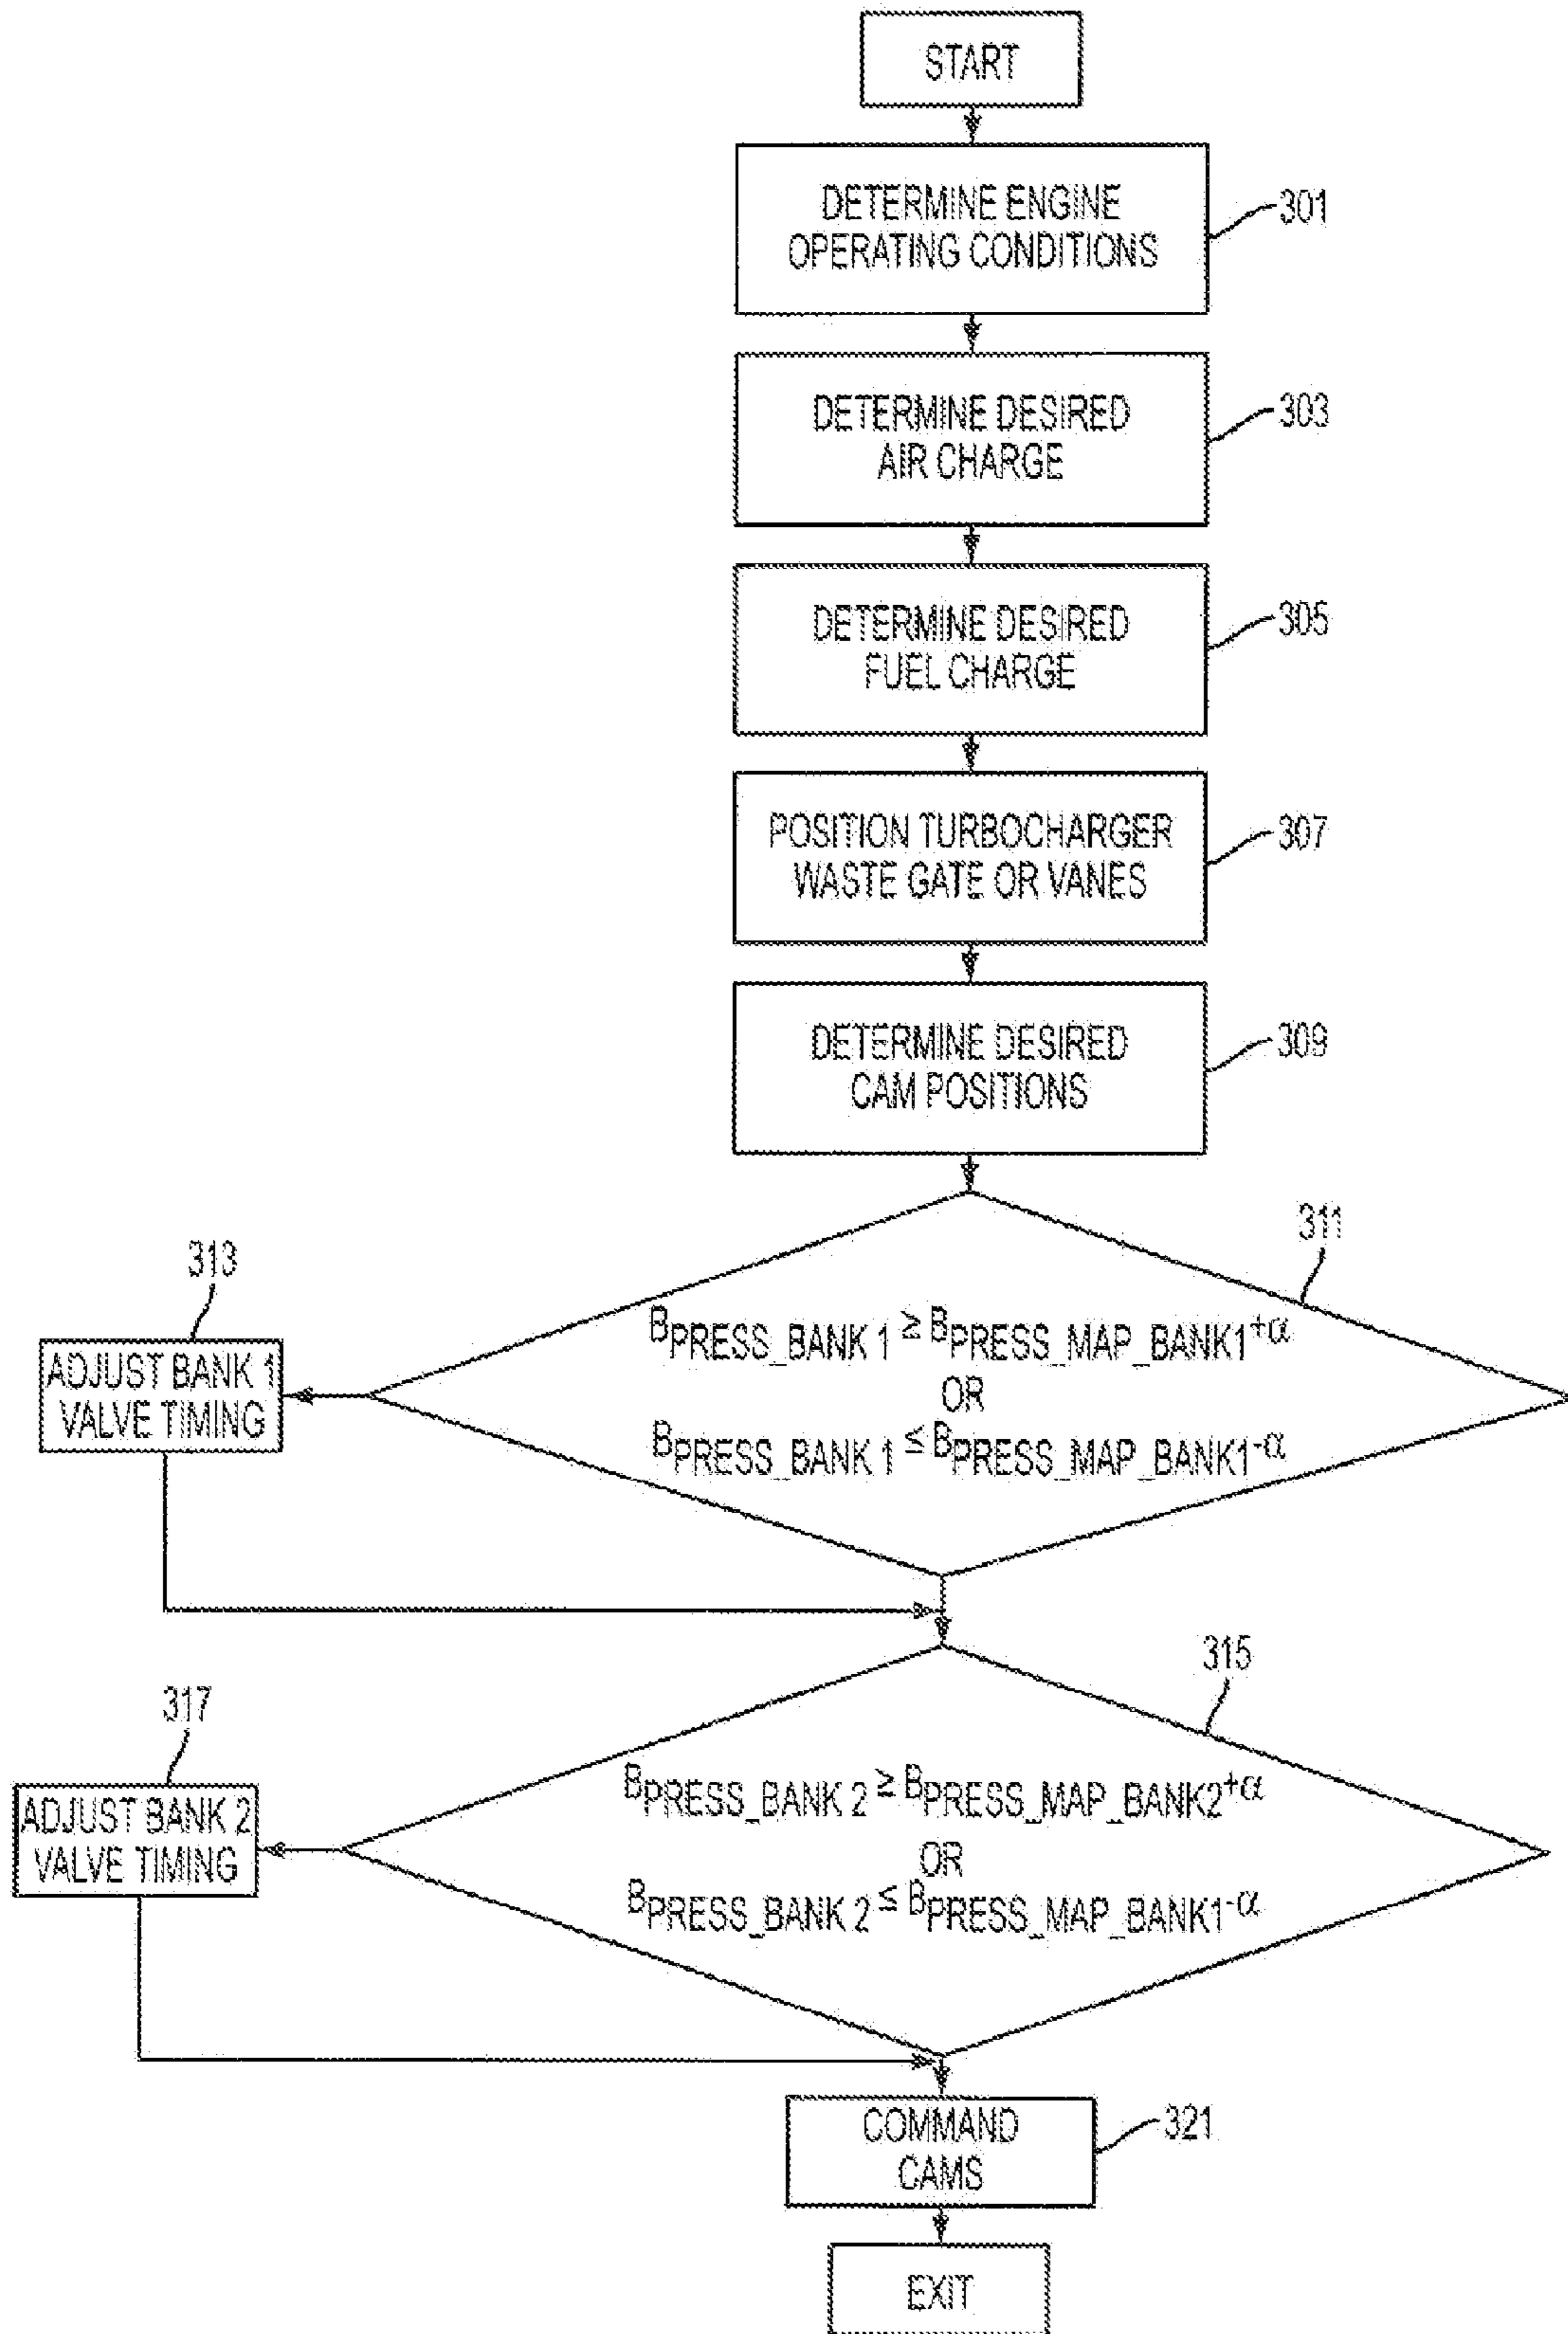 START
DETERMINE ENGINE
OPERATING CONDITIONS
301
DETERMINE DESIRED
AIR CHARGE
303
DETERMINE DESIRED
FUEL CHARGE
305
POSITION TURBOCHARGER
WASTE GATE OR VANES
307
DETERMINE DESIRED
CAM POSITIONS
309
311
313
BPRESS_BANK 1 ≥ BPRESS_MAP_BANK1+α
OR
BPRESS_BANK 1 ≤ BPRESS_MAP_BANK1-α
ADJUST BANK 1
VALVE TIMING
315
317
BPRESS_BANK 2 ≥ BPRESS_MAP_BANK2+α
OR
BPRESS_BANK 2 ≤ BPRESS_MAP_BANK1-α
ADJUST BANK 2
VALVE TIMING
COMMAND
CAMS
321
EXIT